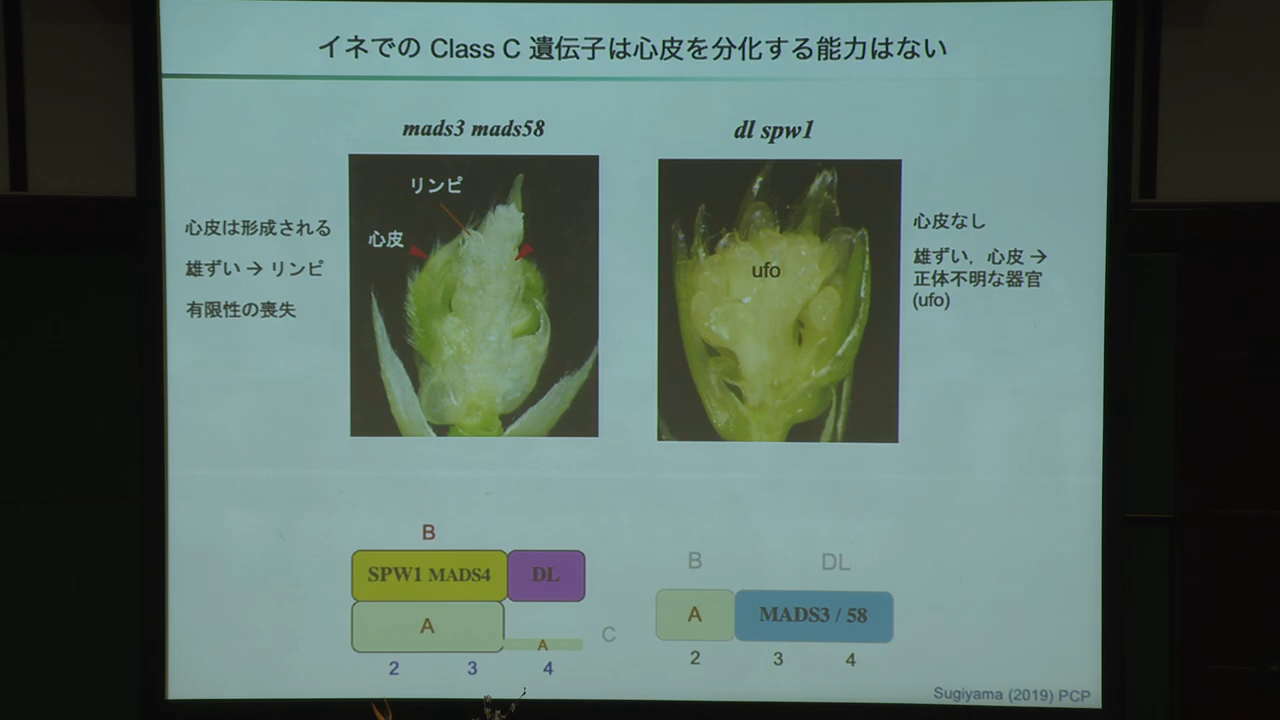 イネでの Class C 遺伝子は心皮を分化する能力はない
mads3 mads58
dl spw1
リンピ
心皮
心皮は形成される
雄ずい → リンピ
有限性の喪失
ufo
心皮なし
雄ずい, 心皮 →
正体不明な器官
(ufo)
B
SPW1 MADS4
DL
A
A
C
2 3 4
B
DL
A
MADS3 / 58
2 3 4
Sugiyama (2019) PCP